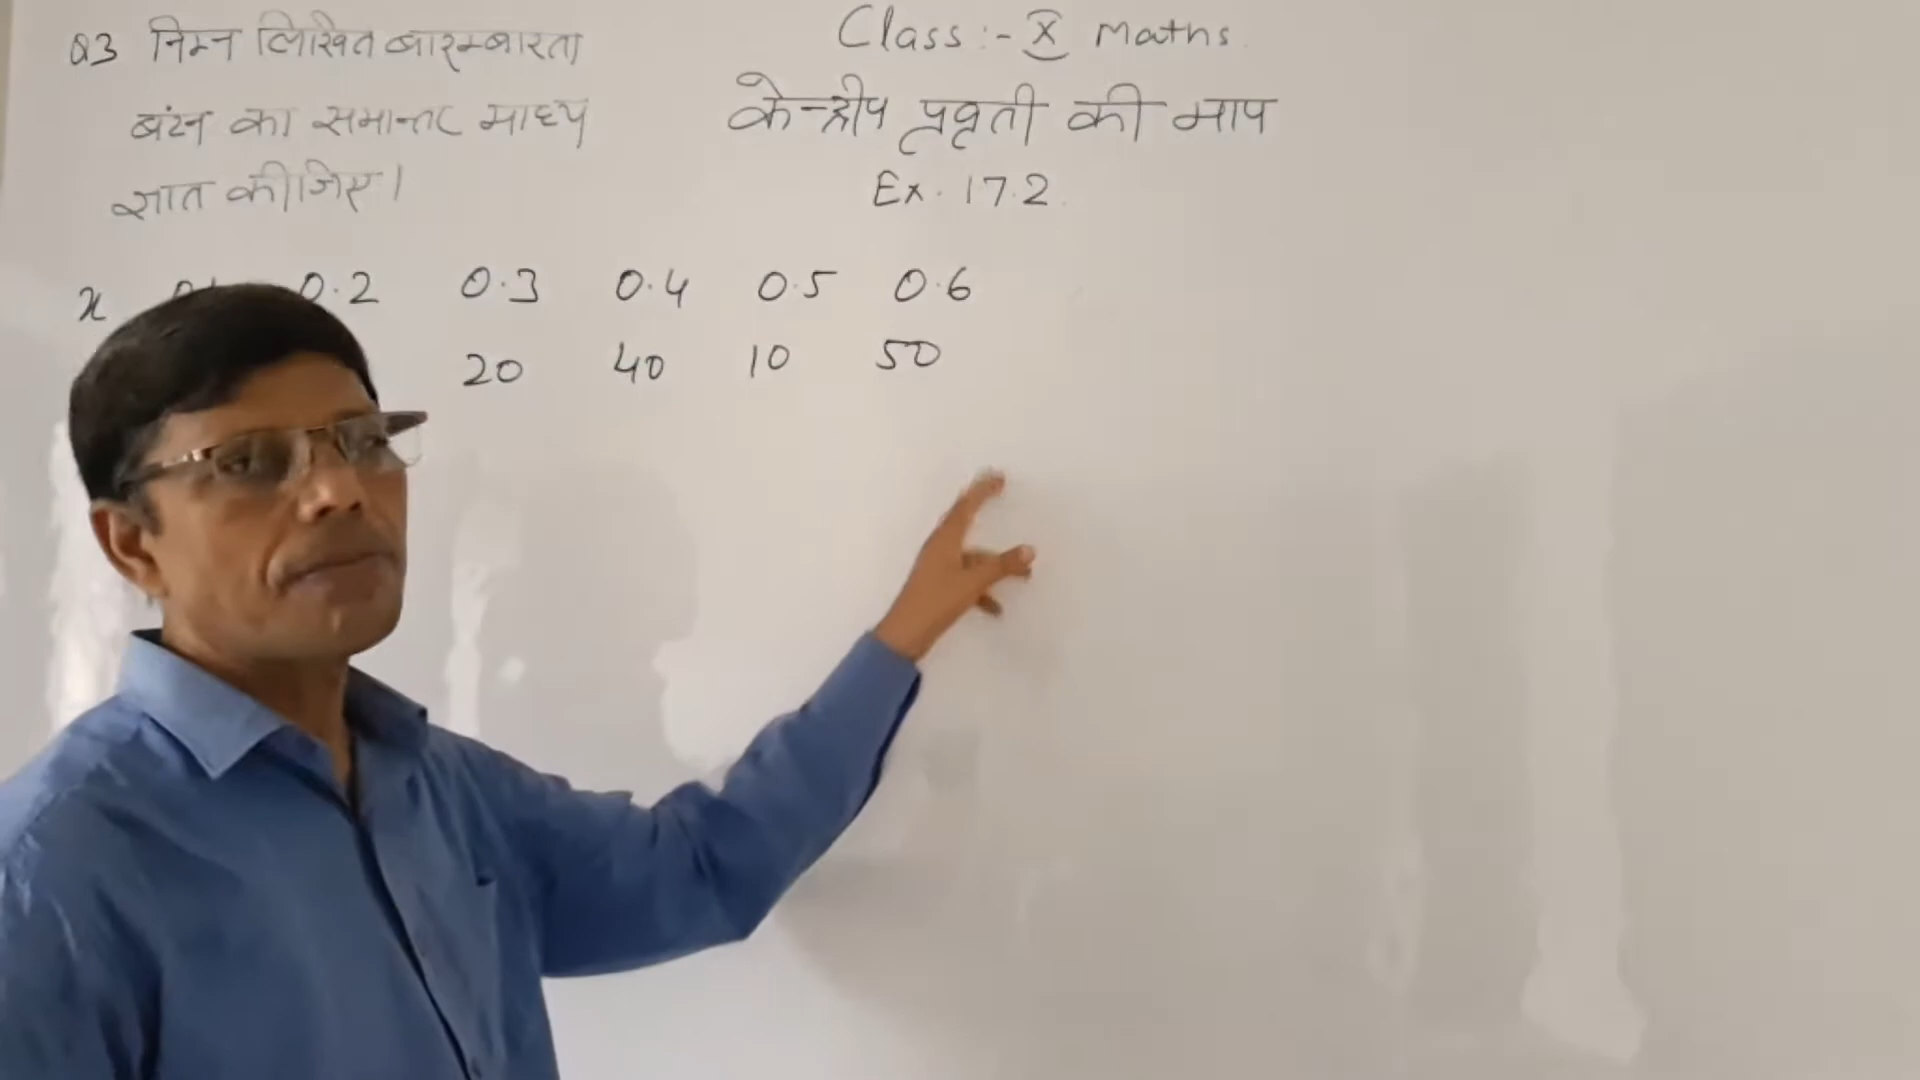 Q3 निम्न लिखित बारम्बारता
बंटन का समान्तर माध्य
ज्ञात कीजिए।
Class :- X Maths
केन्द्रीय प्रवृती की माप
Ex. 17.2
x 0.2 0.3 0.4 0.5 0.6
20 40 10 50